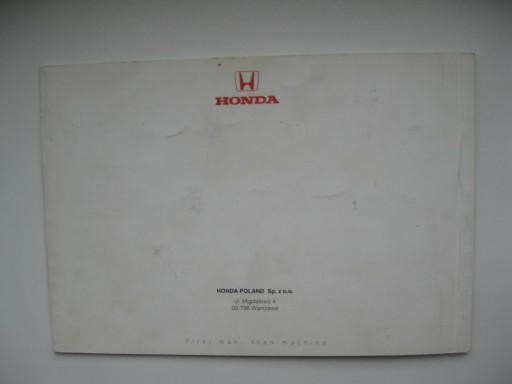 HONDA
HONDA POLAND Sp. z o.o.
ul. Migdałowa 4
02-796 Warszawa
First man, then machine